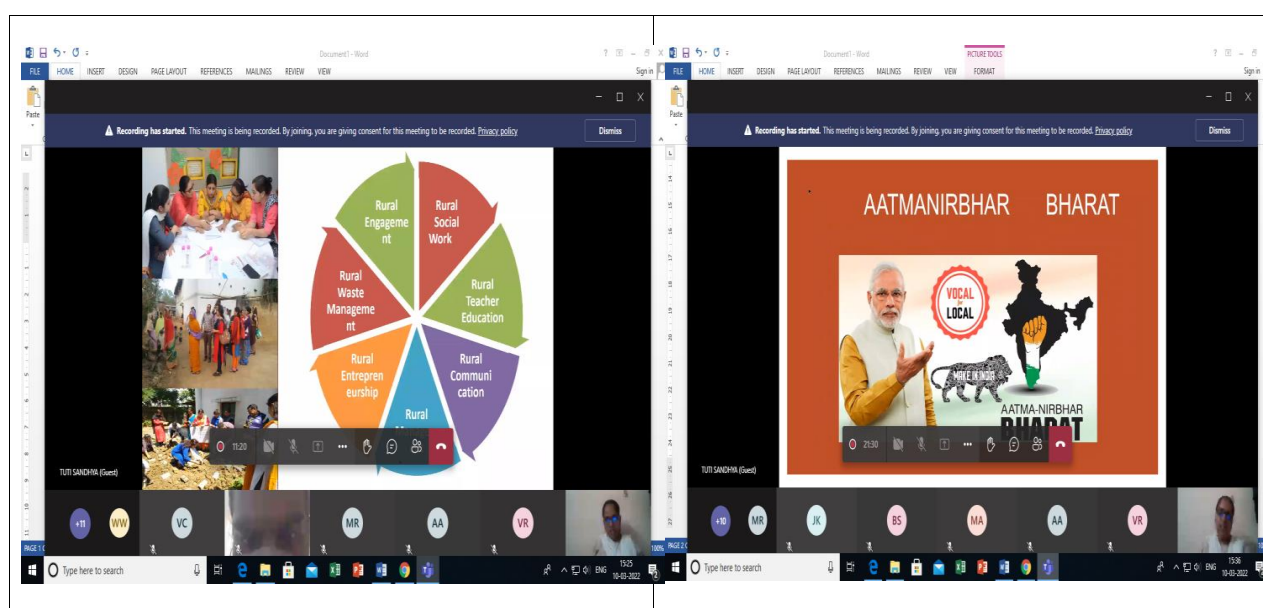 Document1 - Word
FILE HOME INSERT DESIGN PAGE LAYOUT REFERENCES MAILINGS REVIEW VIEW Sign in
Paste
Recording has started. This meeting is being recorded. By joining, you are giving consent for this meeting to be recorded. Privacy policy Dismiss
Rural
Engageme
nt
Rural
Social
Work
Rural
Waste
Manageme
nt
Rural
Teacher
Education
Rural
Entrepren
eurship
Rural
Communi
cation
Rural
11:20
TUTI SANDHYA (Guest)
+11 WW VC MR AA VR
PAGE 1 100%
Type here to search ENG 15:25
10-03-2022
Document1 - Word PICTURE TOOLS
FILE HOME INSERT DESIGN PAGE LAYOUT REFERENCES MAILINGS REVIEW VIEW FORMAT Sign in
Paste
Recording has started. This meeting is being recorded. By joining, you are giving consent for this meeting to be recorded. Privacy policy Dismiss
AATMANIRBHAR BHARAT
VOCAL
for
LOCAL
MAKE IN INDIA
AATMA-NIRBHAR
BHARAT
21:30
TUTI SANDHYA (Guest)
+10 MR JK BS MA AA VR
PAGE 2
Type here to search ENG 15:36
10-03-2022